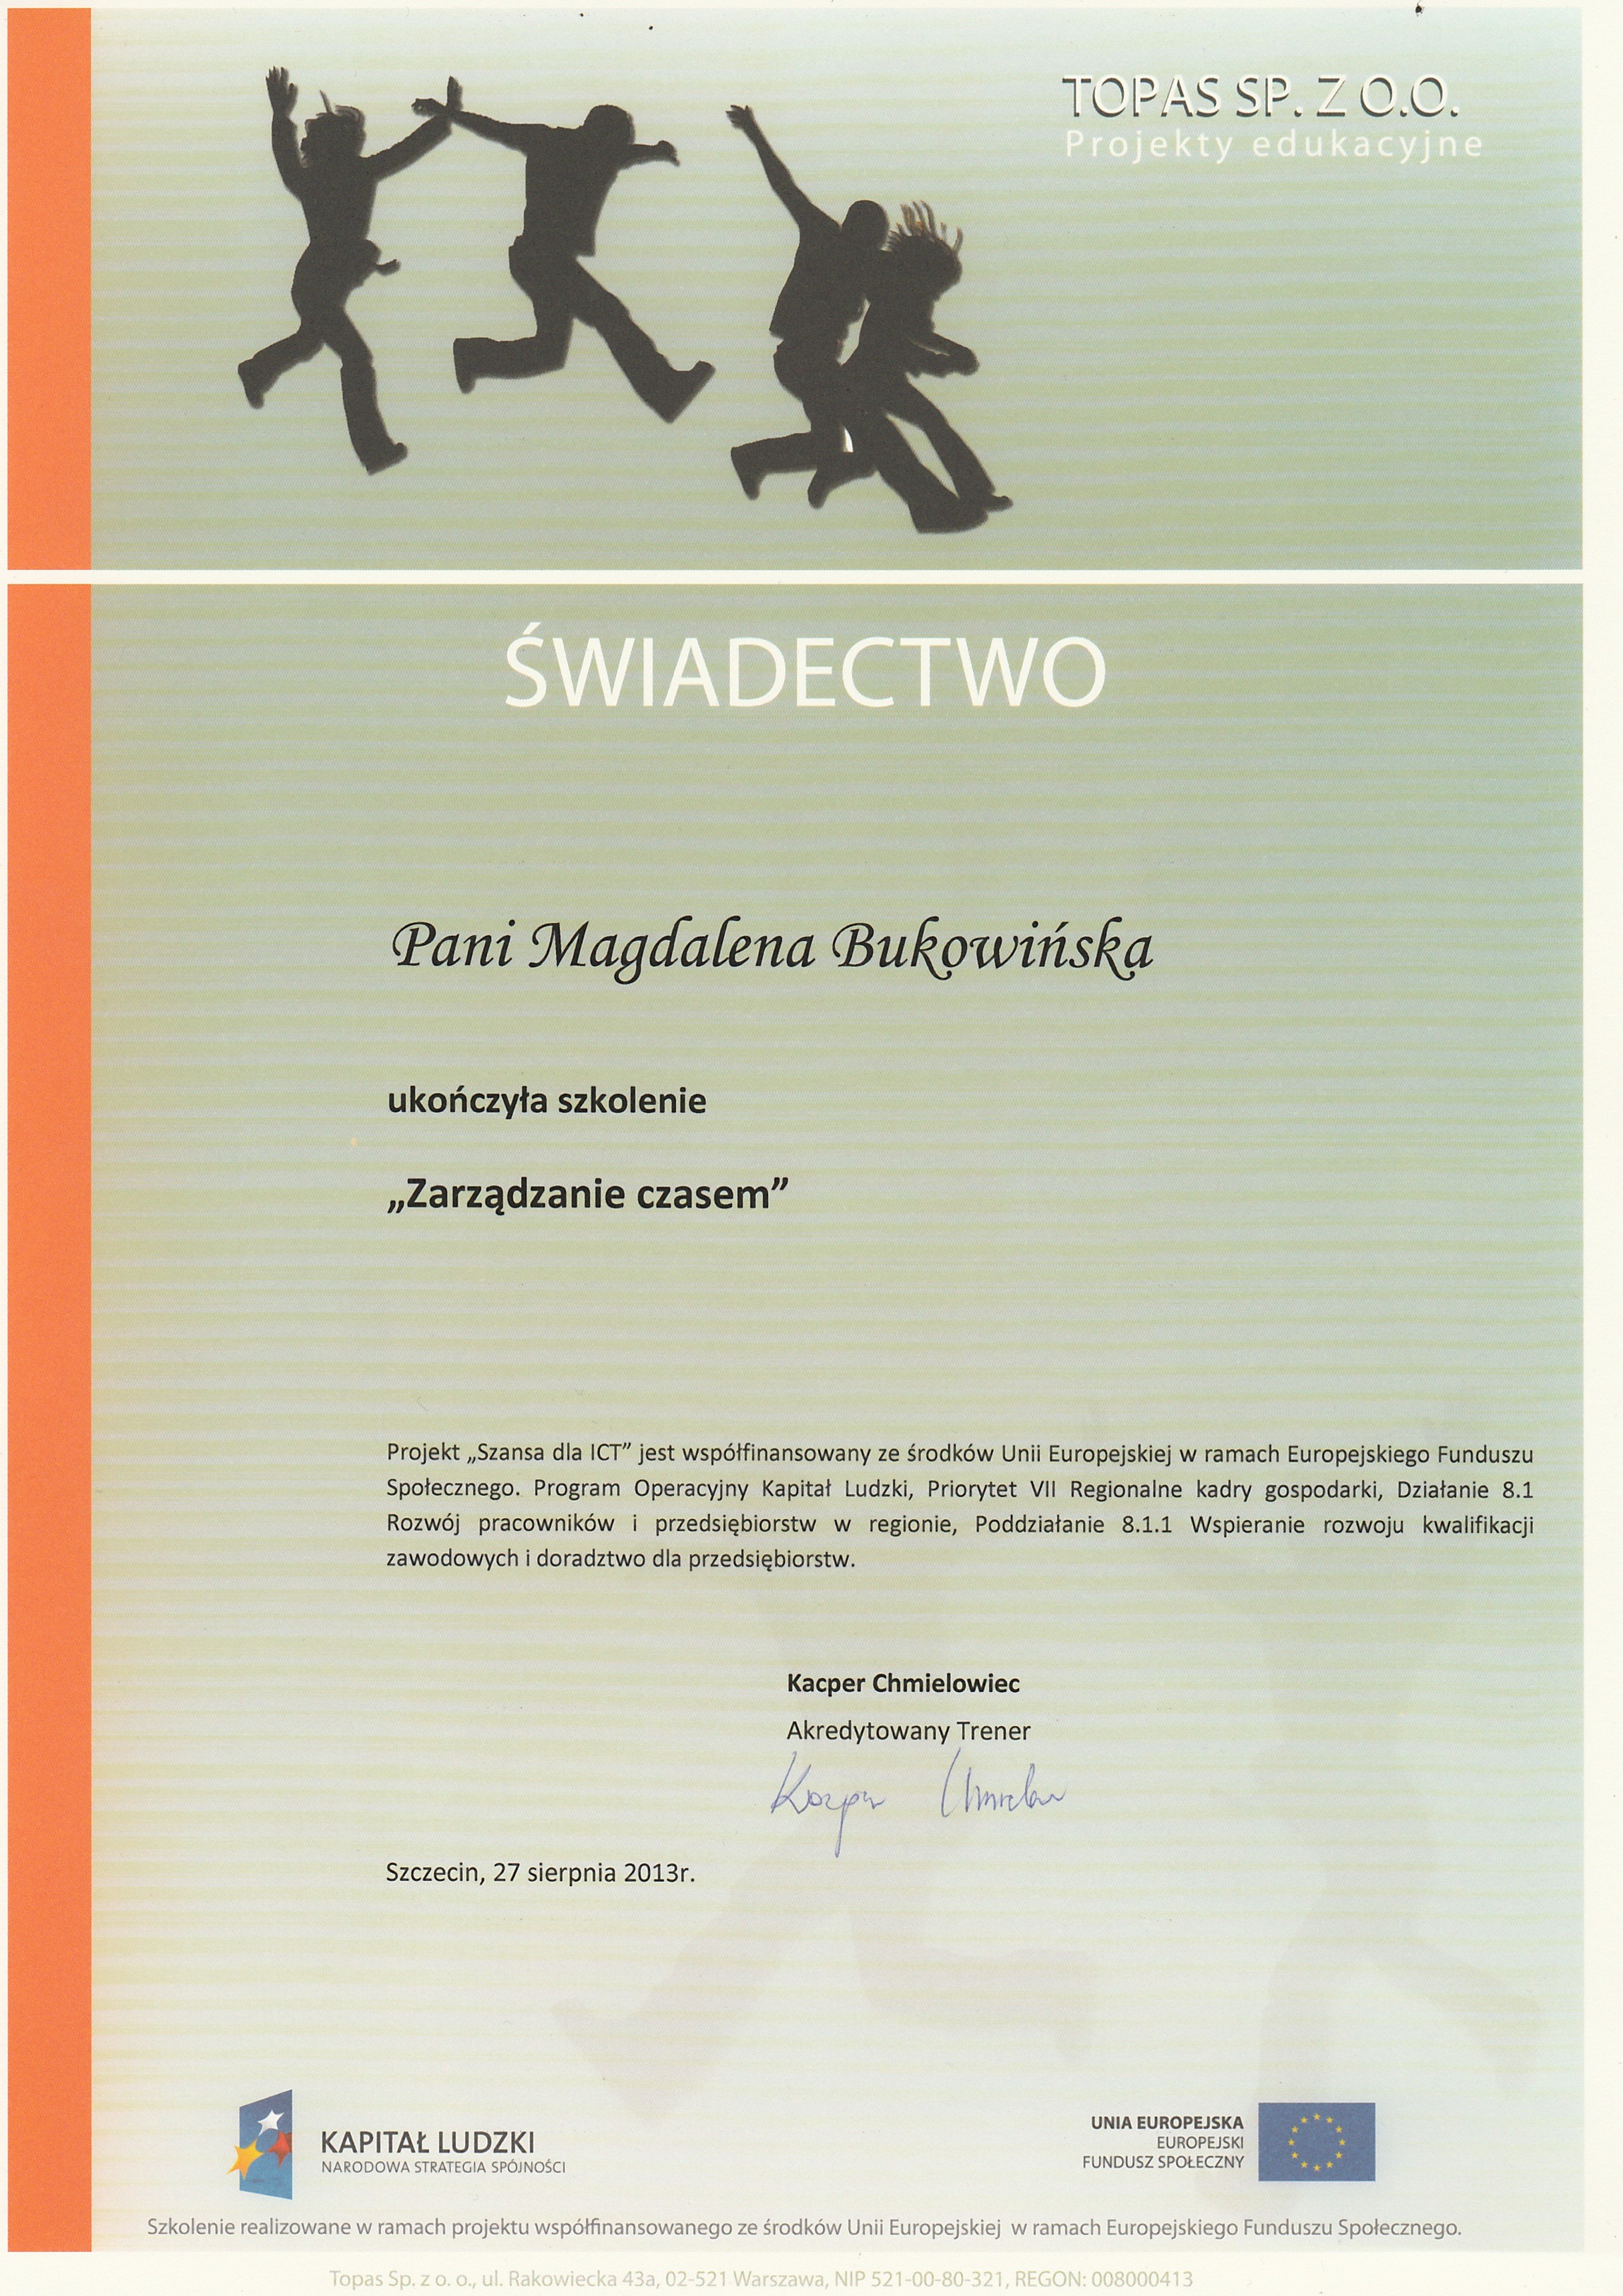 TOPAS SP. Z O.O.
Projekty edukacyjne
ŚWIADECTWO
Pani Magdalena Bukowińska
ukończyła szkolenie
„Zarządzanie czasem”
Projekt „Szansa dla ICT” jest współfinansowany ze środków Unii Europejskiej w ramach Europejskiego Funduszu
Społecznego. Program Operacyjny Kapitał Ludzki, Priorytet VII Regionalne kadry gospodarki, Działanie 8.1
Rozwój pracowników i przedsiębiorstw w regionie, Poddziałanie 8.1.1 Wspieranie rozwoju kwalifikacji
zawodowych i doradztwo dla przedsiębiorstw.
Kacper Chmielowiec
Akredytowany Trener
Szczecin, 27 sierpnia 2013r.
KAPITAŁ LUDZKI
NARODOWA STRATEGIA SPÓJNOŚCI
UNIA EUROPEJSKA
EUROPEJSKI
FUNDUSZ SPOŁECZNY
Szkolenie realizowane w ramach projektu współfinansowanego ze środków Unii Europejskiej w ramach Europejskiego Funduszu Społecznego.
Topas Sp. z o. o., ul. Rakowiecka 43a, 02-521 Warszawa, NIP 521-00-80-321, REGON: 008000413